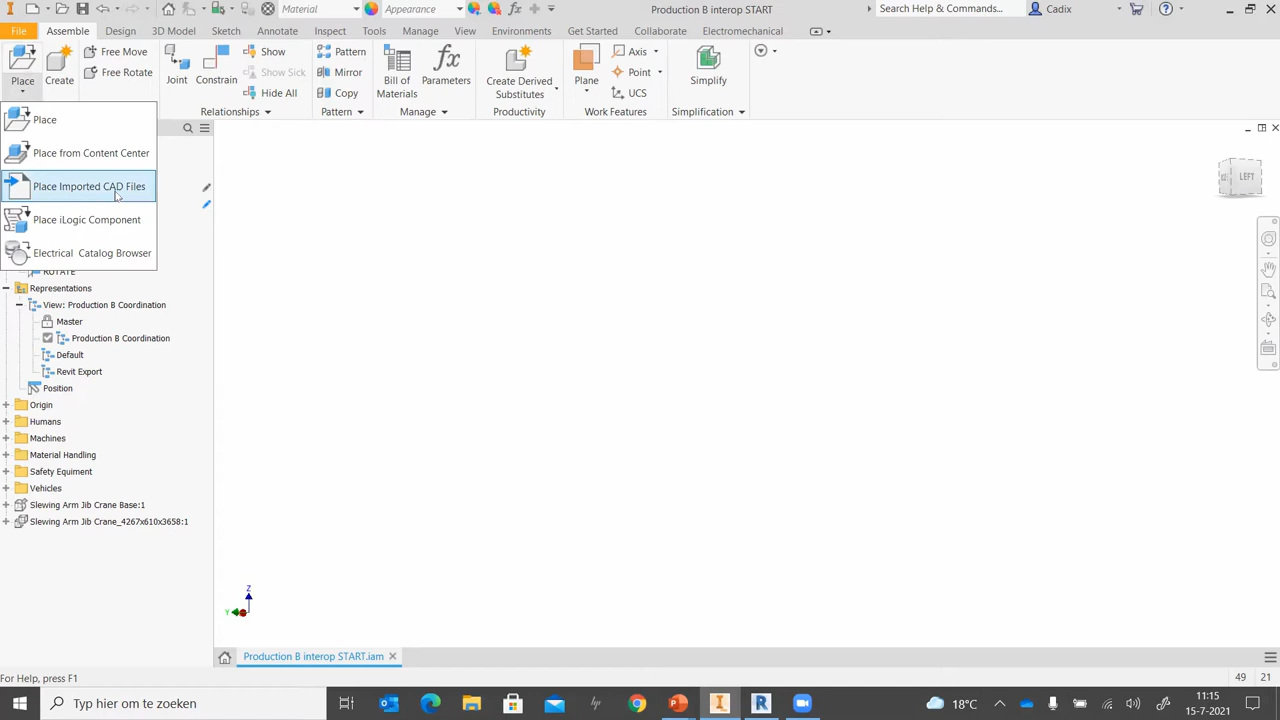 Material
Appearance
Production B interop START
Search Help & Commands...
Cadix
File
Assemble
Design
3D Model
Sketch
Annotate
Inspect
Tools
Manage
View
Environments
Get Started
Collaborate
Electromechanical
Place
Create
Free Move
Free Rotate
Joint
Constrain
Show
Show Sick
Hide All
Relationships
Pattern
Mirror
Copy
Pattern
Bill of
Materials
Parameters
Manage
Create Derived
Substitutes
Productivity
Plane
Axis
Point
UCS
Work Features
Simplify
Simplification
Place
Place from Content Center
Place Imported CAD Files
Place iLogic Component
Electrical Catalog Browser
ROTATE
Representations
View: Production B Coordination
Master
Production B Coordination
Default
Revit Export
Position
Origin
Humans
Machines
Material Handling
Safety Equiment
Vehicles
Slewing Arm Jib Crane Base:1
Slewing Arm Jib Crane_4267x610x3658:1
LEFT
Z
Y
Production B interop START.iam
For Help, press F1
49 21
Typ hier om te zoeken
18°C
11:15
15-7-2021